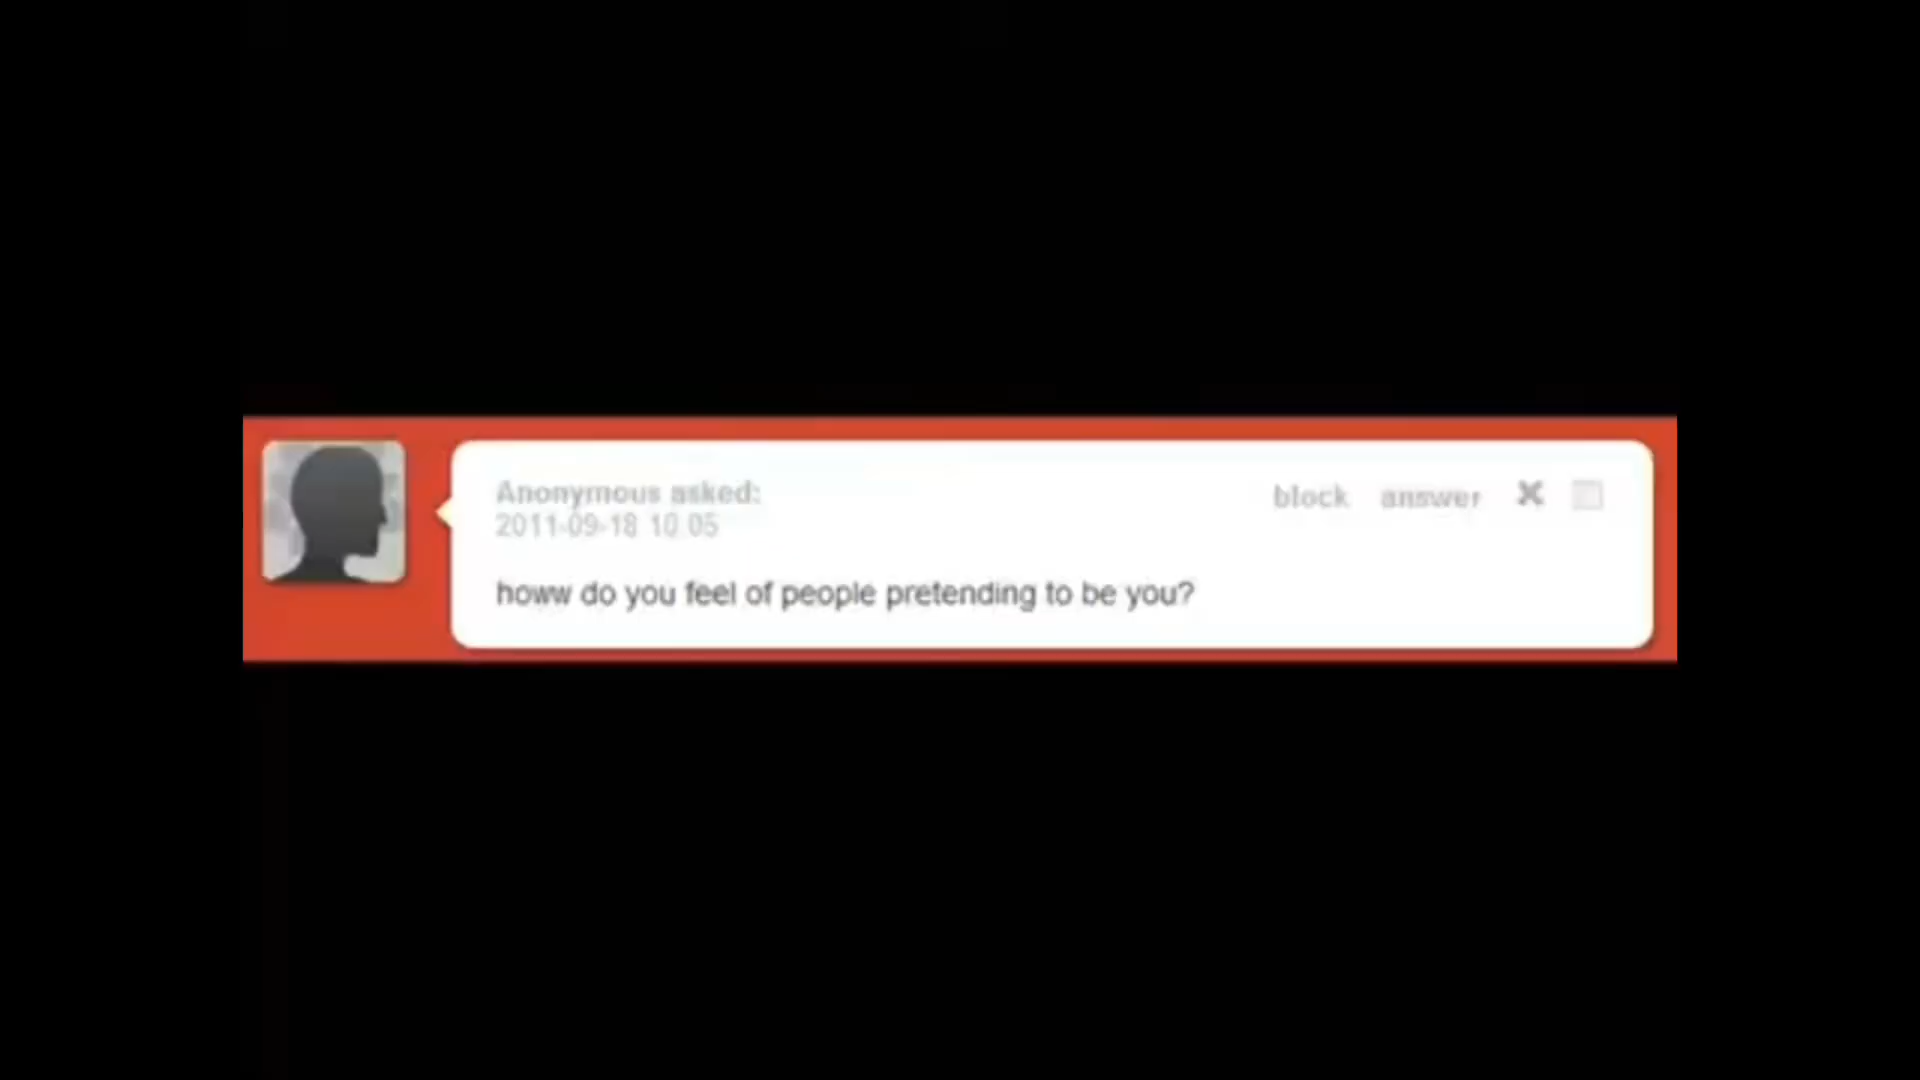 Anonymous asked:
block answer
2011-09-18 10 05
howw do you feel of people pretending to be you?